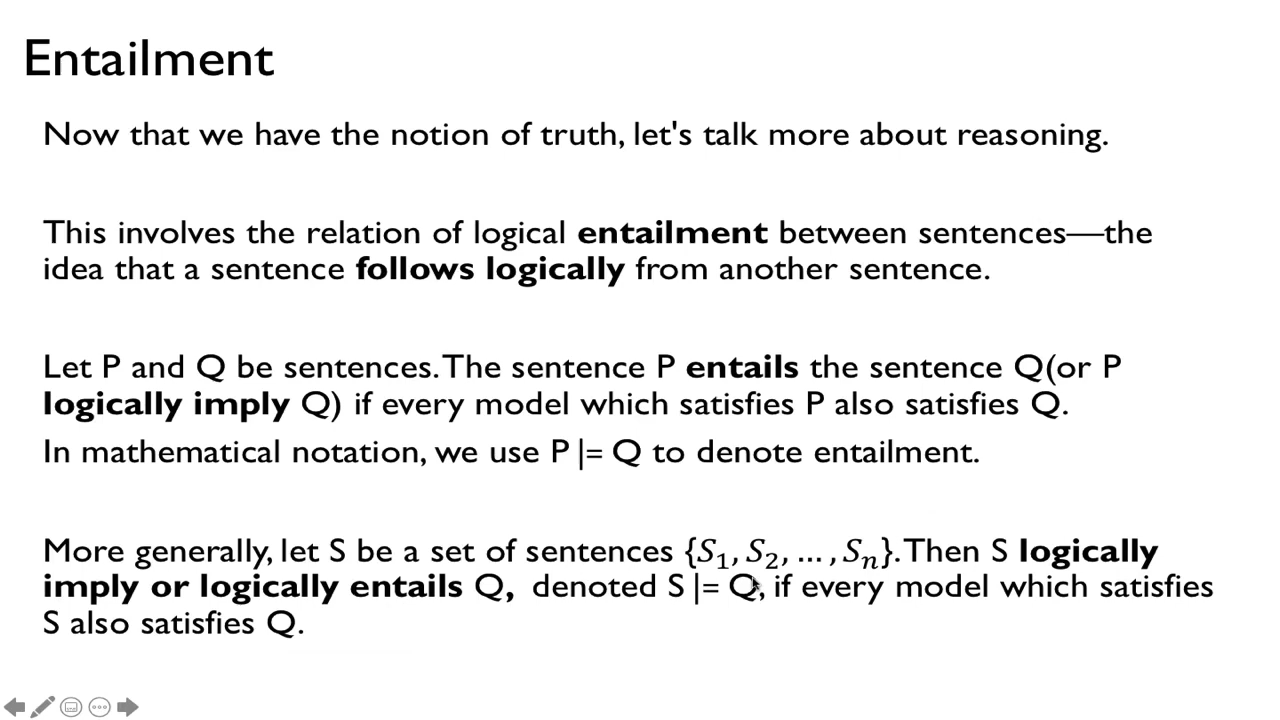 Entailment
Now that we have the notion of truth, let's talk more about reasoning.
This involves the relation of logical entailment between sentences—the
idea that a sentence follows logically from another sentence.
Let P and Q be sentences. The sentence P entails the sentence Q(or P
logically imply Q) if every model which satisfies P also satisfies Q.
In mathematical notation, we use P |= Q to denote entailment.
More generally, let S be a set of sentences {𝑆₁, 𝑆₂, … , 𝑆ₙ}. Then S logically
imply or logically entails Q, denoted S |= Q, if every model which satisfies
S also satisfies Q.